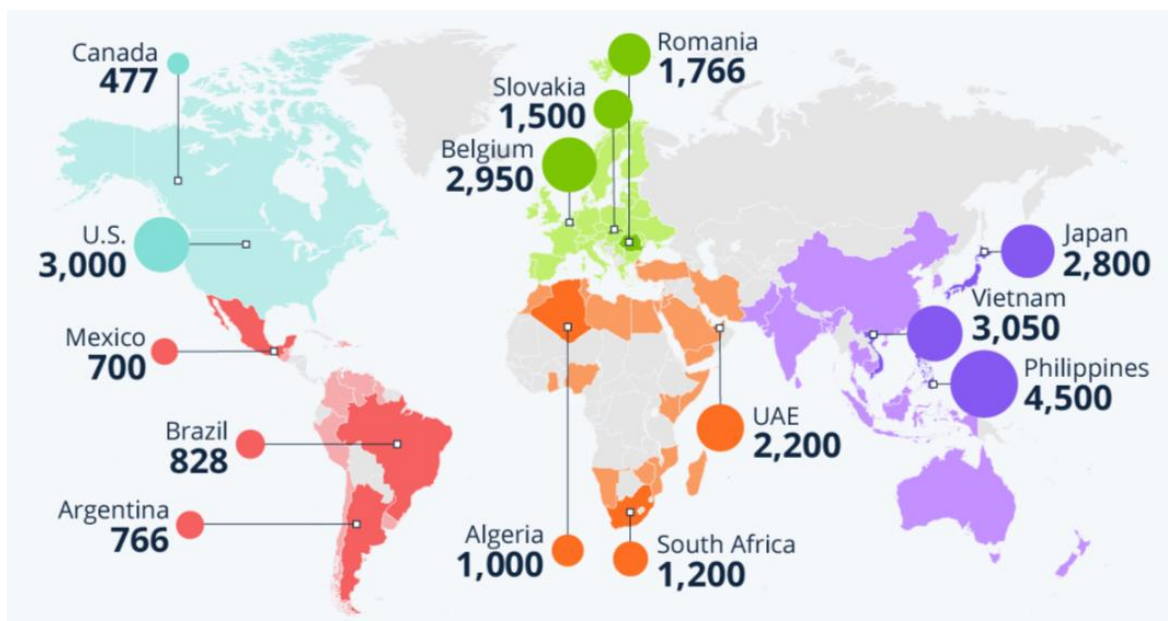 Canada
477
U.S.
3,000
Mexico
700
Brazil
828
Argentina
766
Romania
1,766
Slovakia
1,500
Belgium
2,950
Algeria
1,000
South Africa
1,200
UAE
2,200
Japan
2,800
Vietnam
3,050
Philippines
4,500